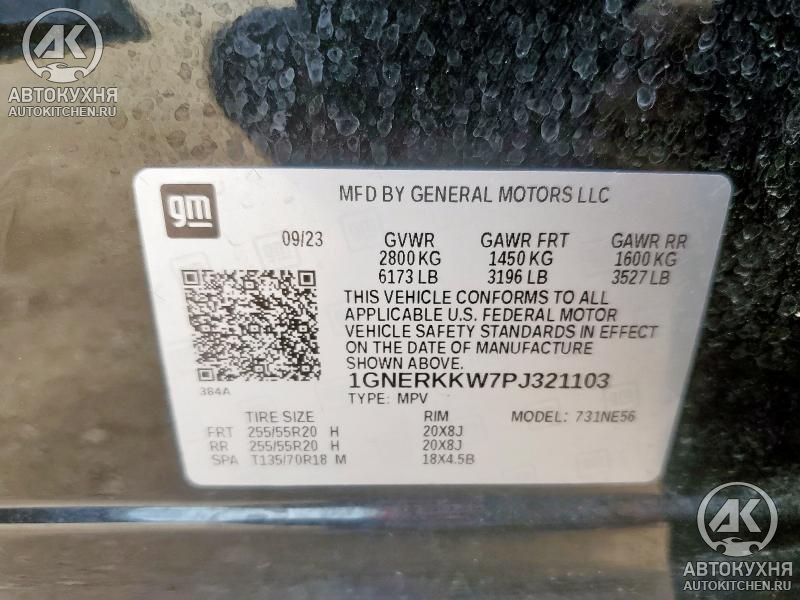 АК
АВТОКУХНЯ
AUTOKITCHEN.RU
gm
MFD BY GENERAL MOTORS LLC
09/23 GVWR GAWR FRT GAWR RR
2800 KG 1450 KG 1600 KG
6173 LB 3196 LB 3527 LB
THIS VEHICLE CONFORMS TO ALL
APPLICABLE U.S. FEDERAL MOTOR
VEHICLE SAFETY STANDARDS IN EFFECT
ON THE DATE OF MANUFACTURE
SHOWN ABOVE.
384A
1GNERKKW7PJ321103
TYPE: MPV
TIRE SIZE RIM MODEL: 731NE56
FRT 255/55R20 H 20X8J
RR 255/55R20 H 20X8J
SPA T135/70R18 M 18X4.5B
АК
АВТОКУХНЯ
AUTOKITCHEN.RU